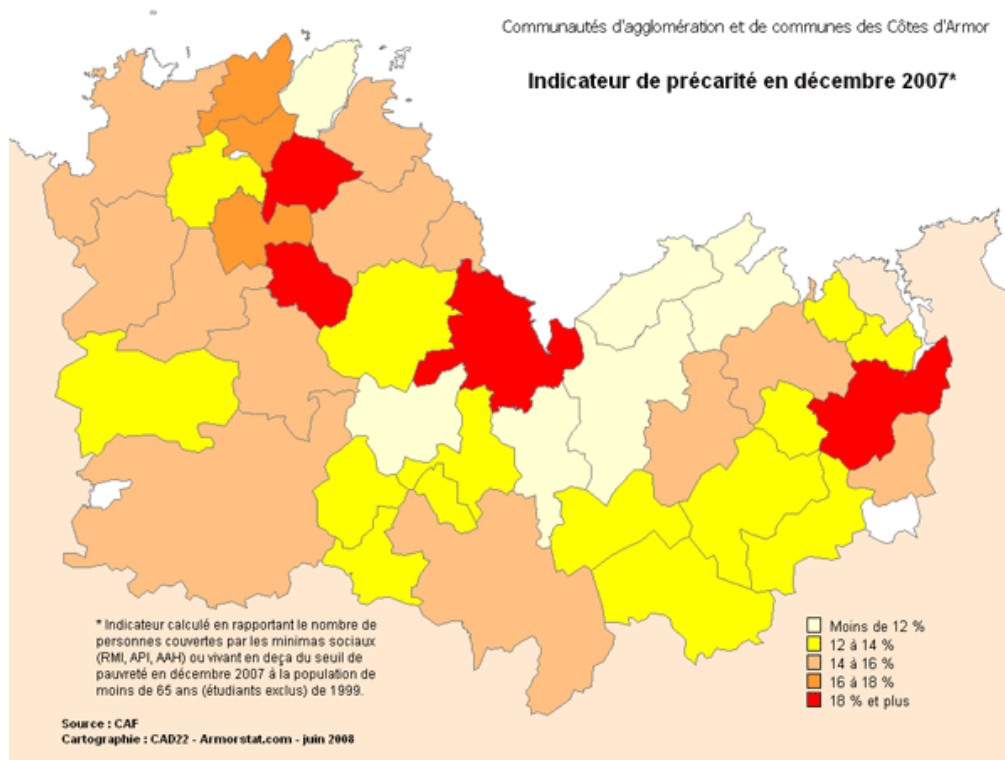 Communautés d'agglomération et de communes des Côtes d'Armor
Indicateur de précarité en décembre 2007*
* Indicateur calculé en rapportant le nombre de
personnes couvertes par les minimas sociaux
(RMI, API, AAH) ou vivant en deça du seuil de
pauvreté en décembre 2007 à la population de
moins de 65 ans (étudiants exclus) de 1999.
Moins de 12 %
12 à 14 %
14 à 16 %
16 à 18 %
18 % et plus
Source : CAF
Cartographie : CAD22 - Armorstat.com - juin 2008